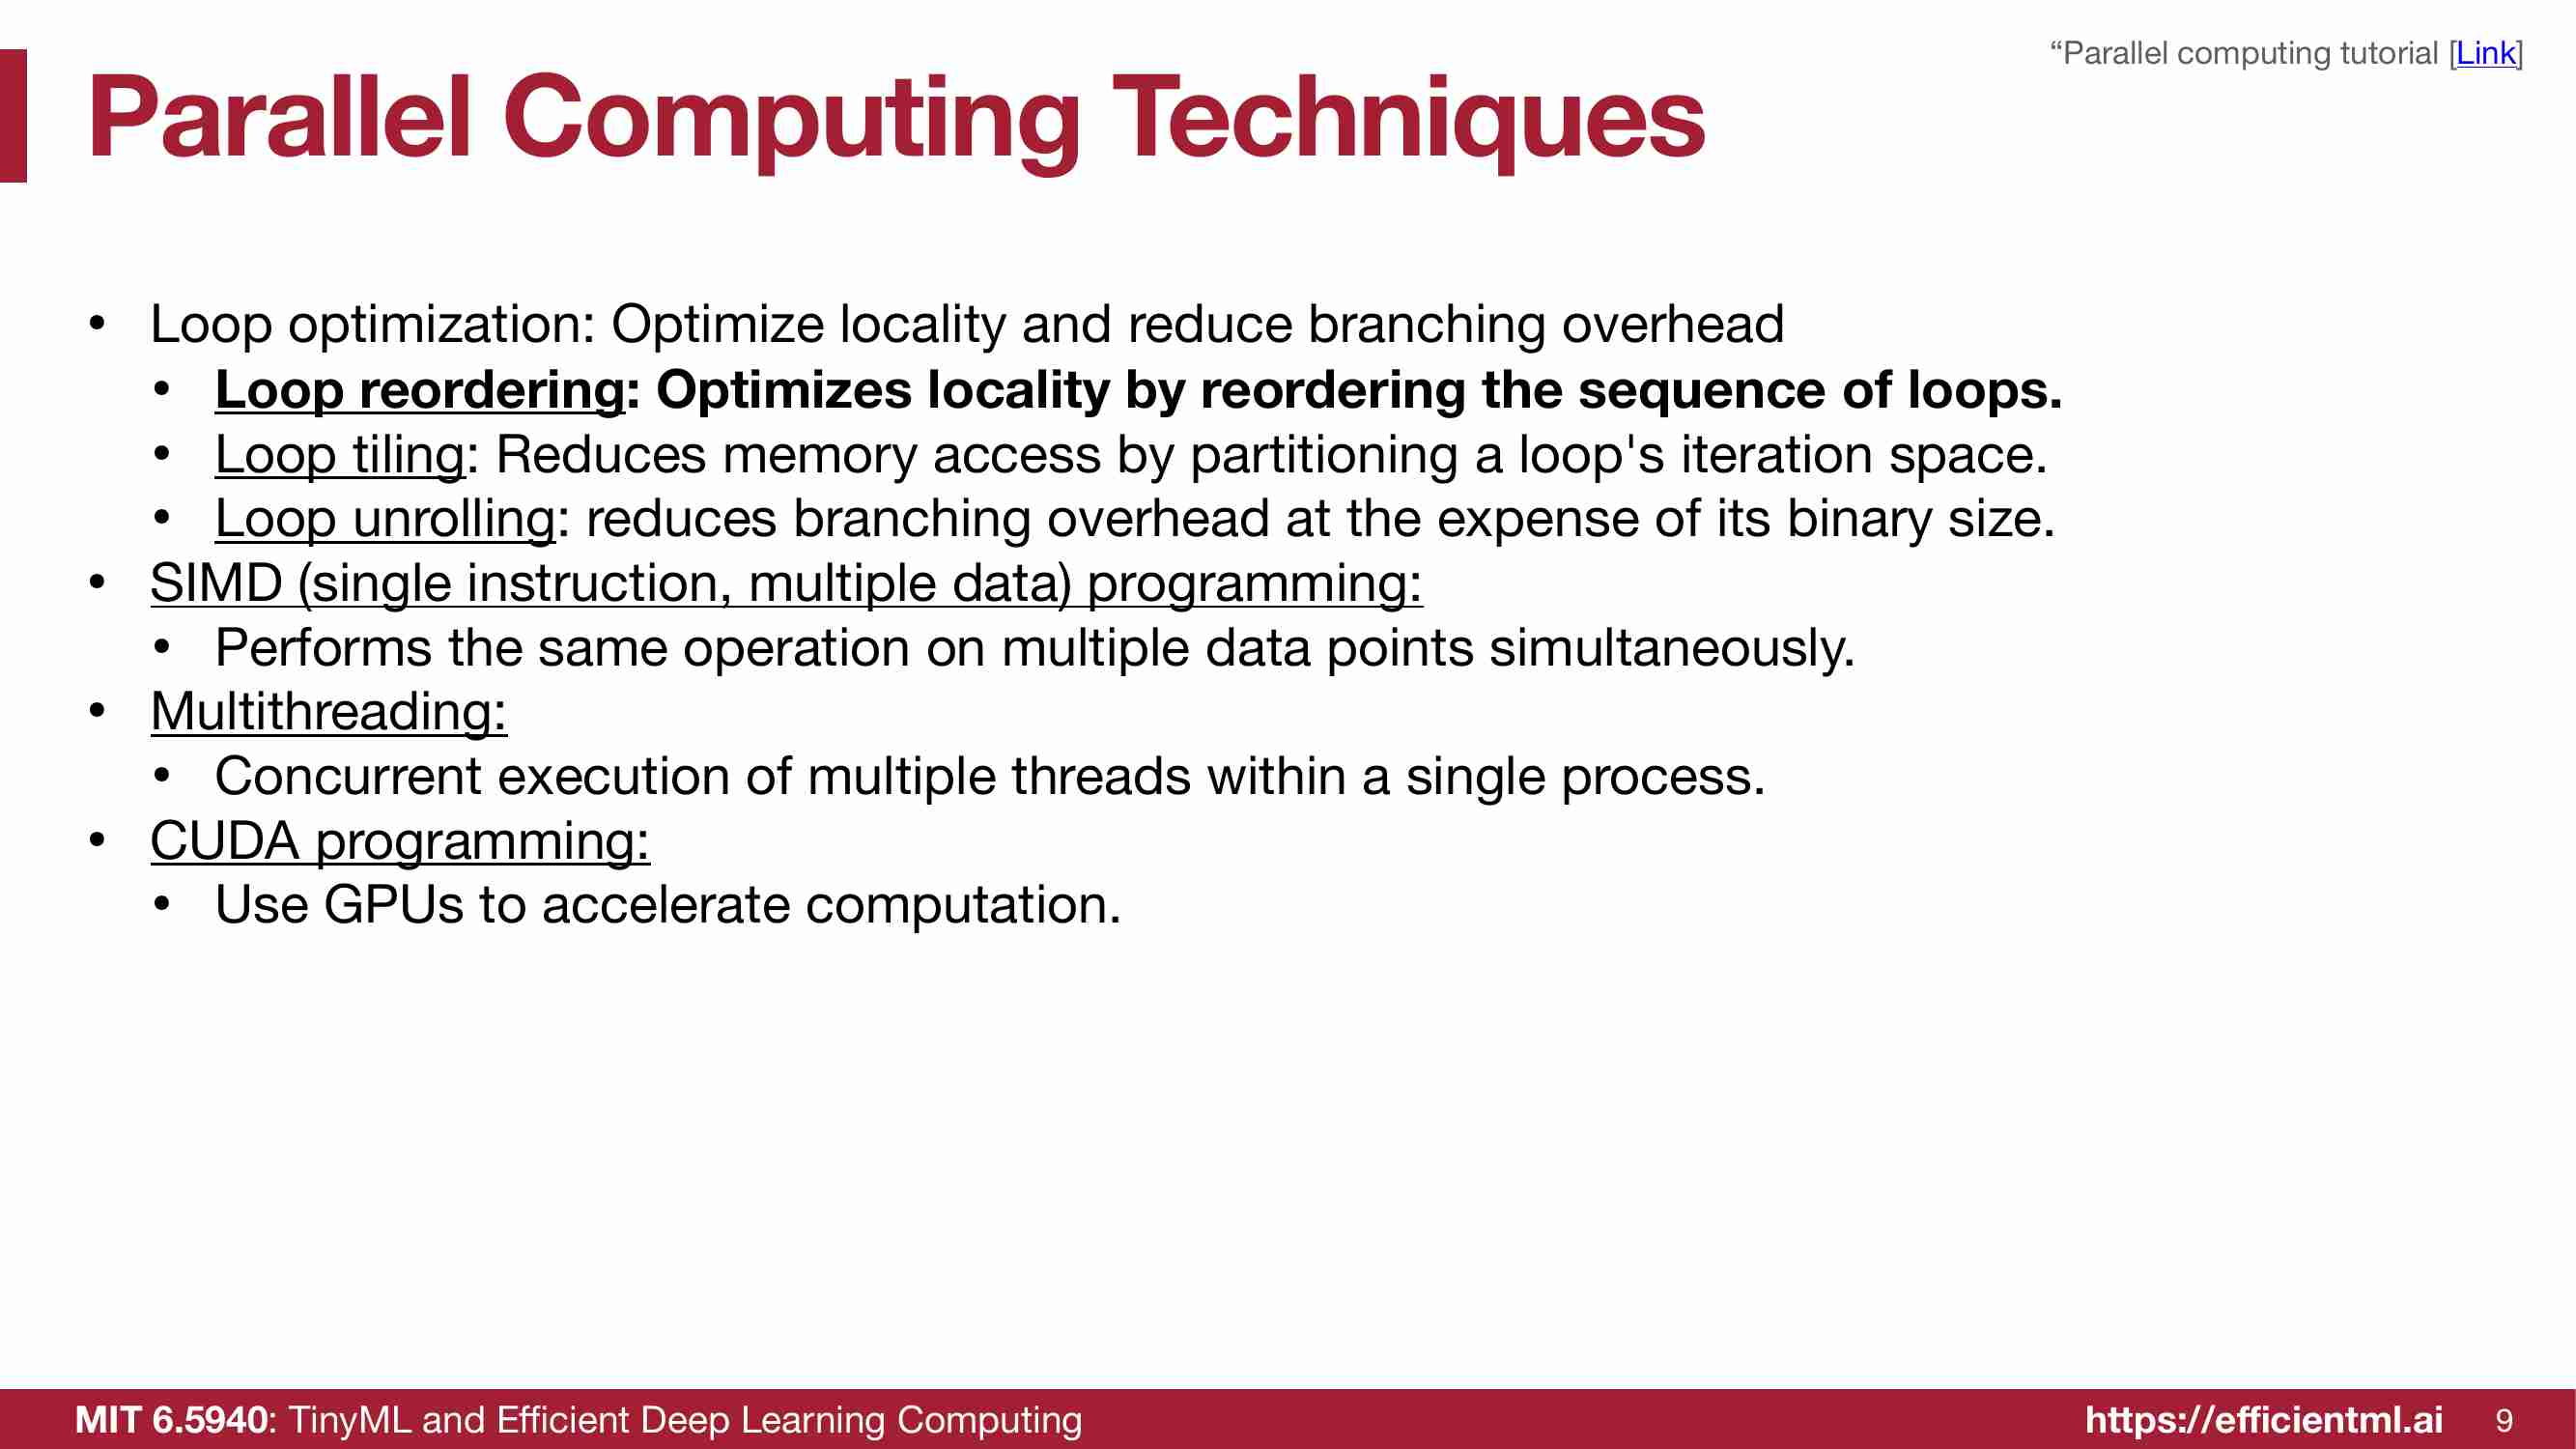 “Parallel computing tutorial [Link]
Parallel Computing Techniques
• Loop optimization: Optimize locality and reduce branching overhead
• Loop reordering: Optimizes locality by reordering the sequence of loops.
• Loop tiling: Reduces memory access by partitioning a loop's iteration space.
• Loop unrolling: reduces branching overhead at the expense of its binary size.
• SIMD (single instruction, multiple data) programming:
• Performs the same operation on multiple data points simultaneously.
• Multithreading:
• Concurrent execution of multiple threads within a single process.
• CUDA programming:
• Use GPUs to accelerate computation.
MIT 6.5940: TinyML and Efficient Deep Learning Computing
https://efficientml.ai 9